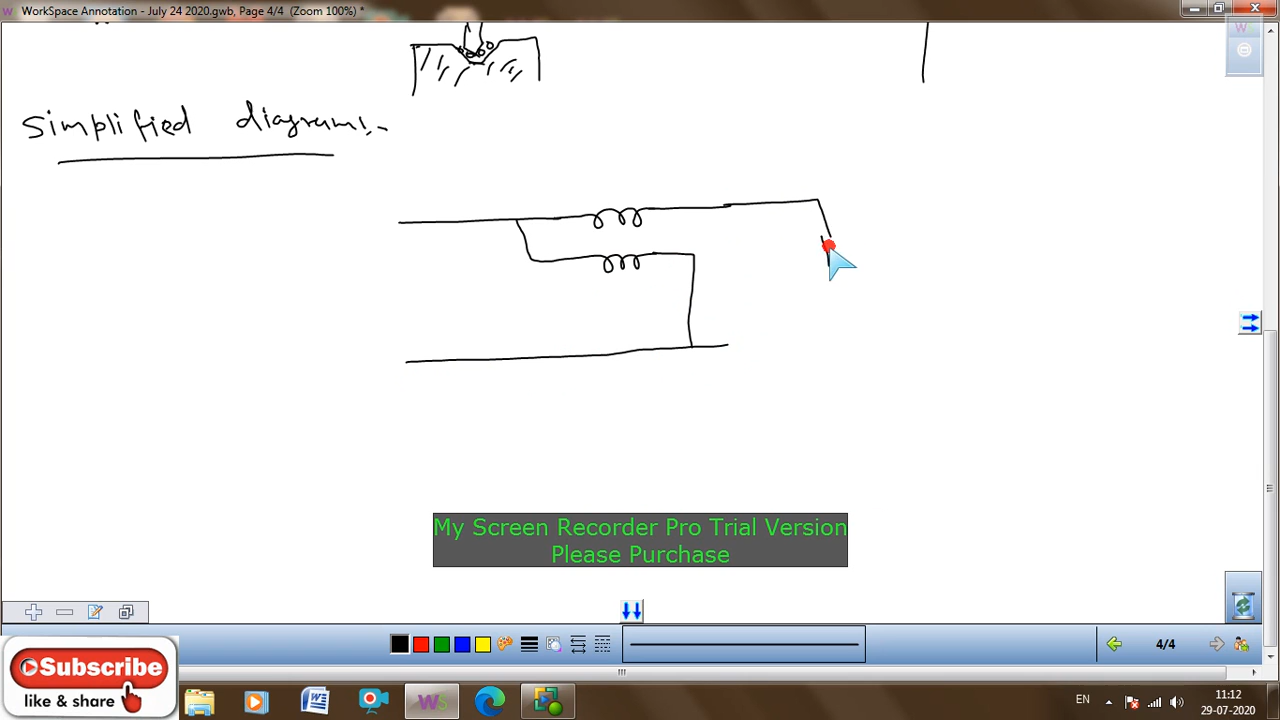 WorkSpace Annotation - July 24 2020.gwb, Page 4/4 (Zoom 100%) *
Simplified diagram:-
My Screen Recorder Pro Trial Version
Please Purchase
4/4
Subscribe
like & share
EN
11:12
29-07-2020